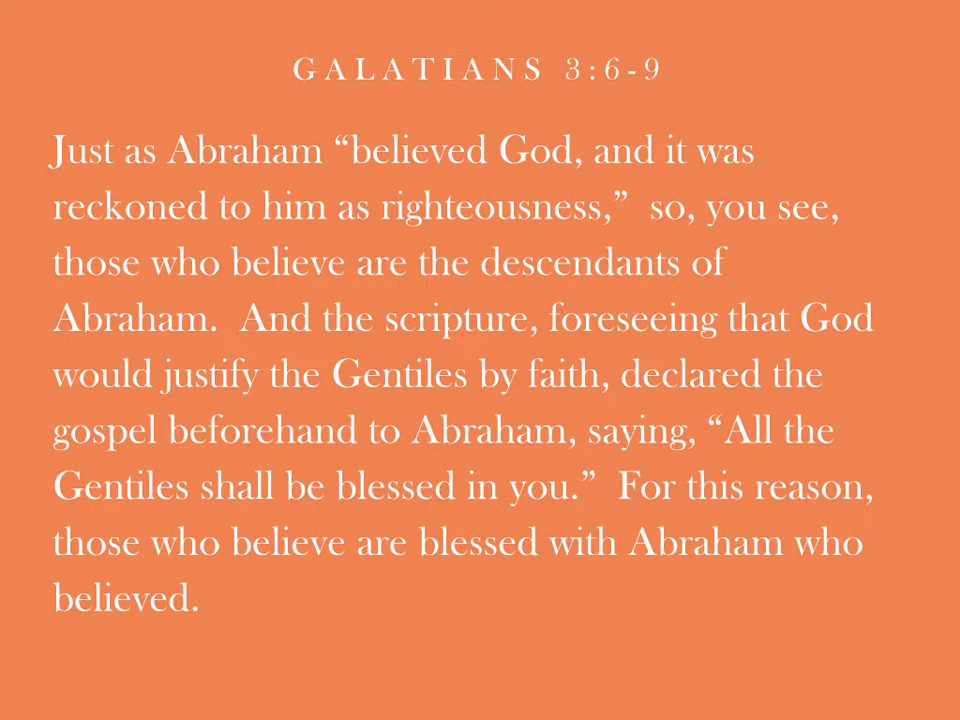 GALATIANS 3:6-9
Just as Abraham “believed God, and it was
reckoned to him as righteousness,”  so, you see,
those who believe are the descendants of
Abraham.  And the scripture, foreseeing that God
would justify the Gentiles by faith, declared the
gospel beforehand to Abraham, saying, “All the
Gentiles shall be blessed in you.”  For this reason,
those who believe are blessed with Abraham who
believed.